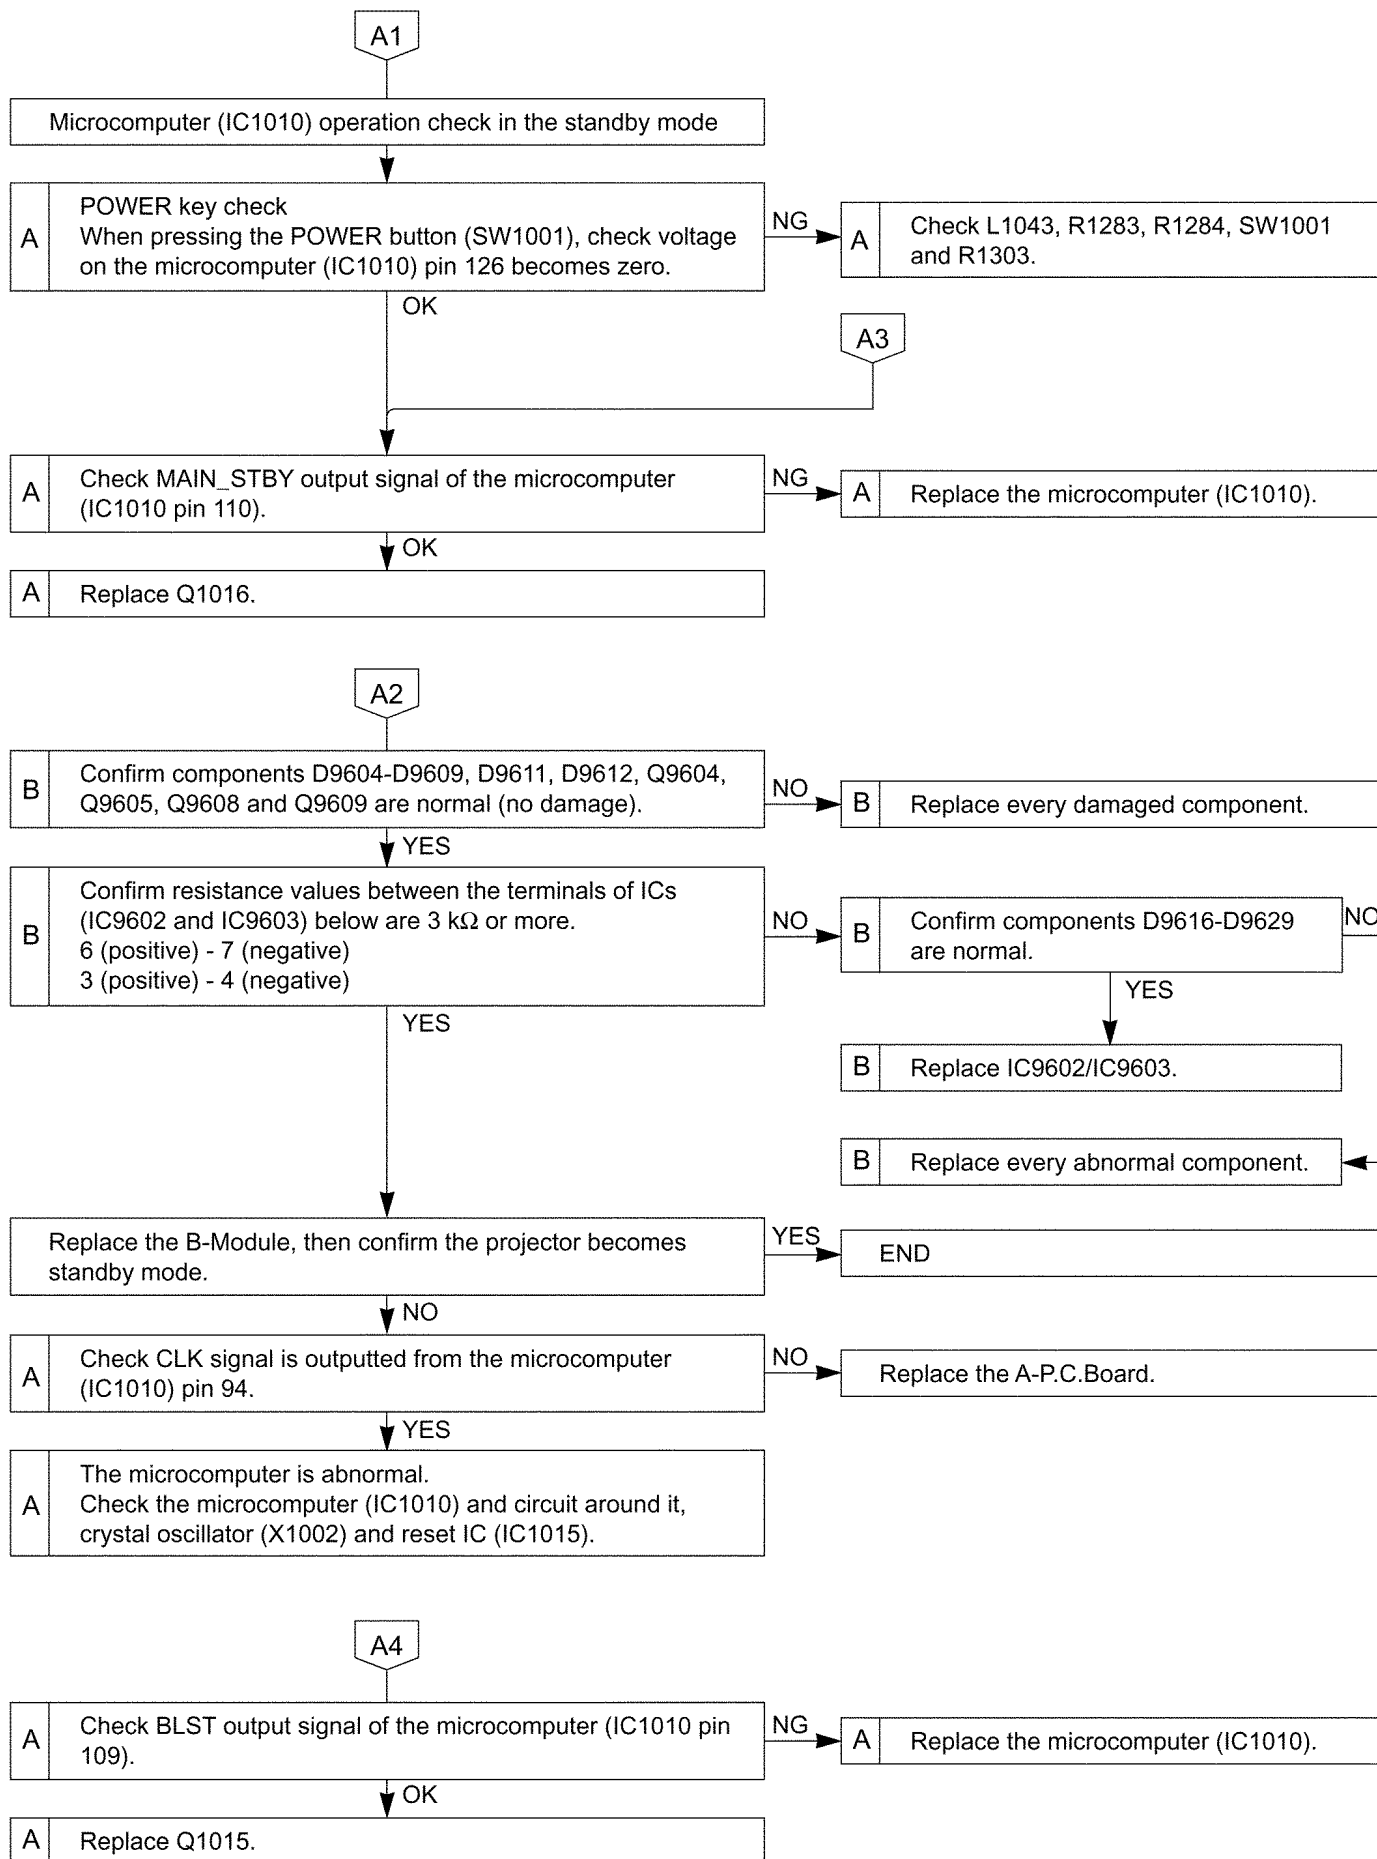 A1
Microcomputer (IC1010) operation check in the standby mode
A
POWER key check
When pressing the POWER button (SW1001), check voltage
on the microcomputer (IC1010) pin 126 becomes zero.
NG
A
Check L1043, R1283, R1284, SW1001
and R1303.
OK
A3
A
Check MAIN_STBY output signal of the microcomputer
(IC1010 pin 110).
NG
A
Replace the microcomputer (IC1010).
OK
A
Replace Q1016.
A2
B
Confirm components D9604-D9609, D9611, D9612, Q9604,
Q9605, Q9608 and Q9609 are normal (no damage).
NO
B
Replace every damaged component.
YES
B
Confirm resistance values between the terminals of ICs
(IC9602 and IC9603) below are 3 kΩ or more.
6 (positive) - 7 (negative)
3 (positive) - 4 (negative)
NO
B
Confirm components D9616-D9629
are normal.
NO
YES
YES
B
Replace IC9602/IC9603.
B
Replace every abnormal component.
Replace the B-Module, then confirm the projector becomes
standby mode.
YES
END
NO
A
Check CLK signal is outputted from the microcomputer
(IC1010) pin 94.
NO
Replace the A-P.C.Board.
YES
A
The microcomputer is abnormal.
Check the microcomputer (IC1010) and circuit around it,
crystal oscillator (X1002) and reset IC (IC1015).
A4
A
Check BLST output signal of the microcomputer (IC1010 pin
109).
NG
A
Replace the microcomputer (IC1010).
OK
A
Replace Q1015.